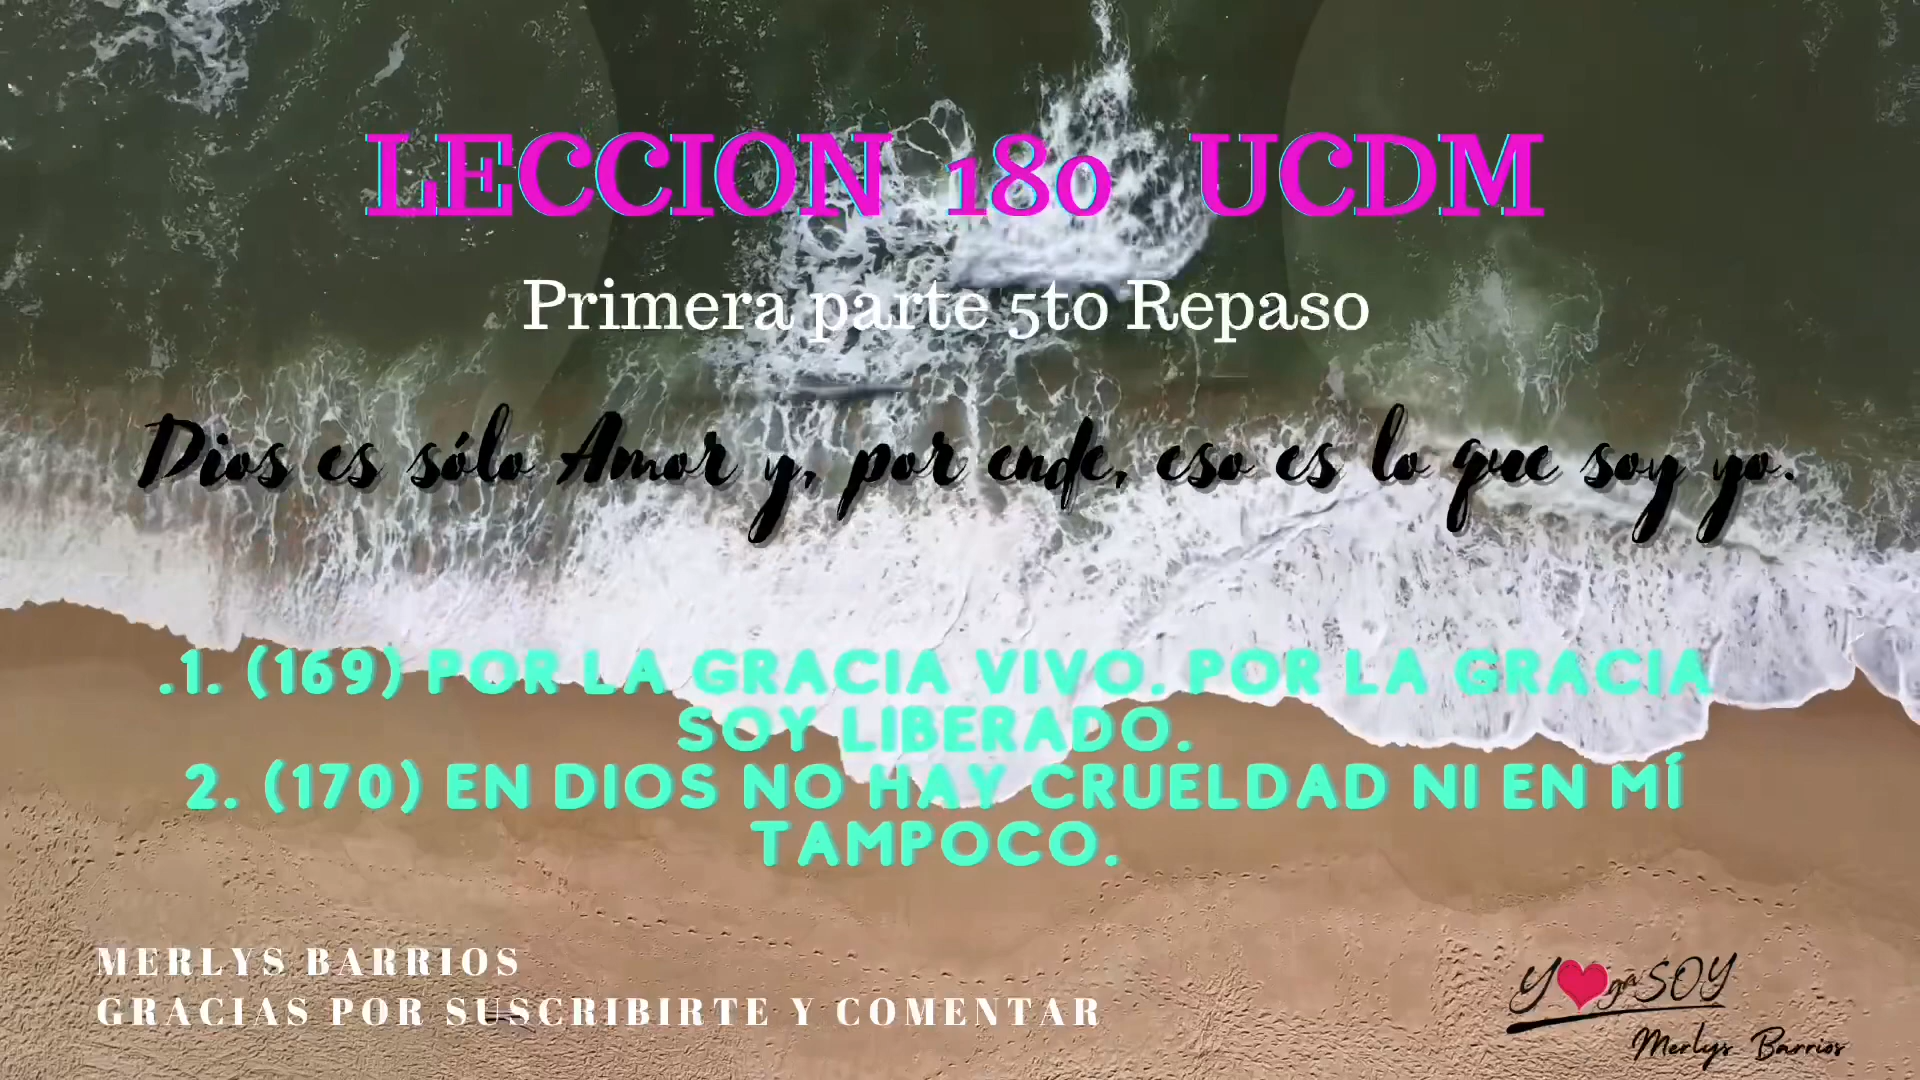 LECCION 180 UCDM
Primera parte 5to Repaso
Dios es sólo Amor y, por ende, eso es lo que soy yo.
.1. (169) POR LA GRACIA VIVO. POR LA GRACIA
SOY LIBERADO.
2. (170) EN DIOS NO HAY CRUELDAD NI EN MÍ
TAMPOCO.
MERLYS BARRIOS
GRACIAS POR SUSCRIBIRTE Y COMENTAR
Y❤gaSOY
Merlys Barrios